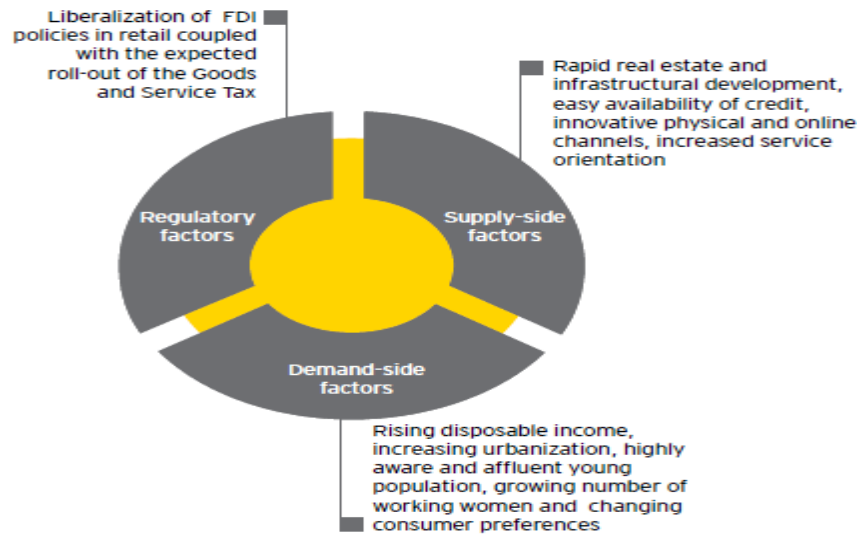 Liberalization of FDI
policies in retail coupled
with the expected
roll-out of the Goods
and Service Tax
Rapid real estate and
infrastructural development,
easy availability of credit,
innovative physical and online
channels, increased service
orientation
Regulatory
factors
Supply-side
factors
Demand-side
factors
Rising disposable income,
increasing urbanization, highly
aware and affluent young
population, growing number of
working women and changing
consumer preferences